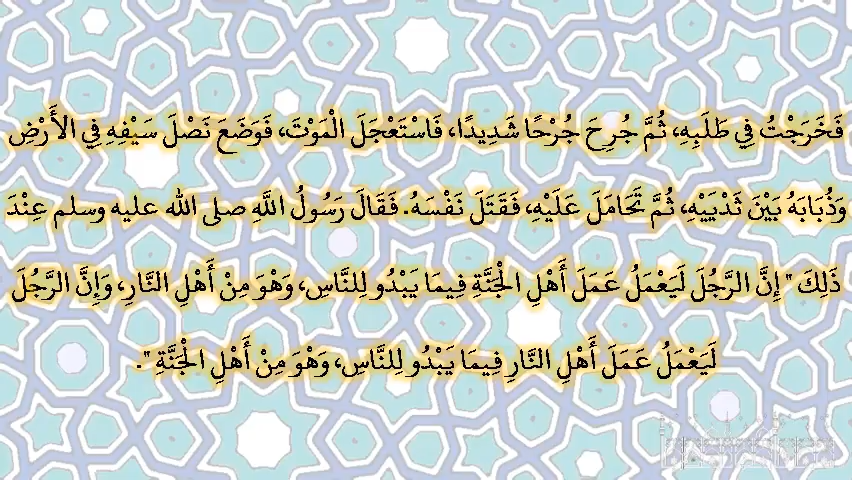 فَخَرَجْتُ فِي طَلَبِهِ، ثُمَّ جُرِحَ جُرْحًا شَدِيدًا، فَاسْتَعْجَلَ الْمَوْتَ، فَوَضَعَ نَصْلَ سَيْفِهِ فِي الأَرْضِ
وَذُبَابَهُ بَيْنَ ثَدْيَيْهِ، ثُمَّ تَحَامَلَ عَلَيْهِ، فَقَتَلَ نَفْسَهُ. فَقَالَ رَسُولُ اللَّهِ صلى الله عليه وسلم عِنْدَ
ذَلِكَ " إِنَّ الرَّجُلَ لَيَعْمَلُ عَمَلَ أَهْلِ الْجَنَّةِ فِيمَا يَبْدُو لِلنَّاسِ، وَهْوَ مِنْ أَهْلِ النَّارِ، وَإِنَّ الرَّجُلَ
لَيَعْمَلُ عَمَلَ أَهْلِ النَّارِ فِيمَا يَبْدُو لِلنَّاسِ، وَهْوَ مِنْ أَهْلِ الْجَنَّةِ ".